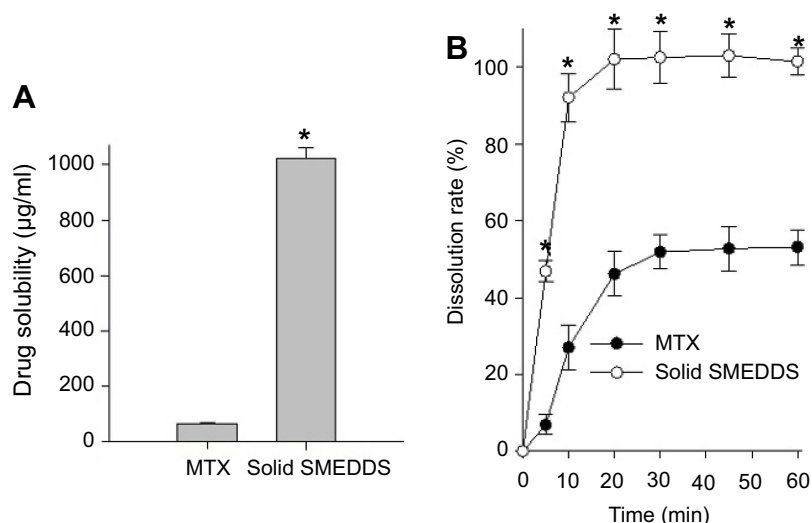 A
Drug solubility (µg/ml)
1000
800
600
400
200
0
*
MTX Solid SMEDDS
B
Dissolution rate (%)
100
80
60
40
20
0
* * * * * * *
MTX
Solid SMEDDS
0 10 20 30 40 50 60
Time (min)